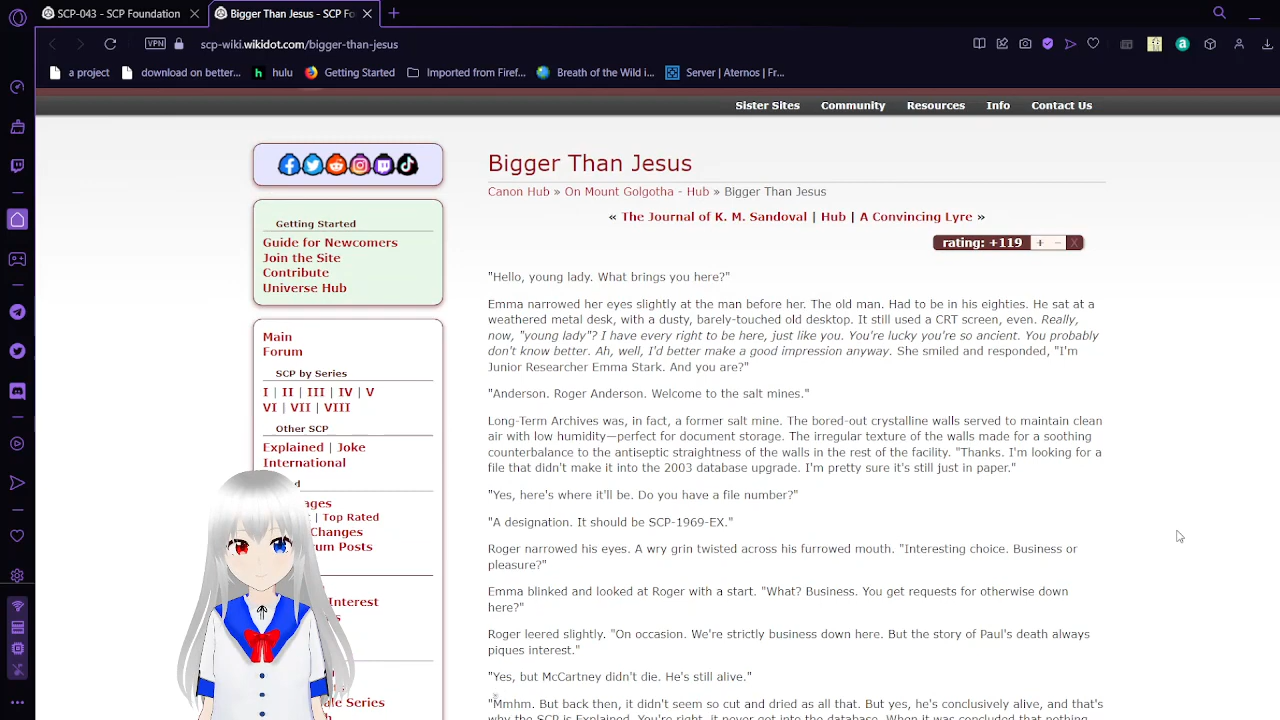 SCP-043 - SCP Foundation
Bigger Than Jesus - SCP Fo
VPN
scp-wiki.wikidot.com/bigger-than-jesus
a project
download on better...
hulu
Getting Started
Imported from Firef...
Breath of the Wild i...
Server | Aternos | Fr...
Sister Sites Community Resources Info Contact Us
Getting Started
Guide for Newcomers
Join the Site
Contribute
Universe Hub
Main
Forum
SCP by Series
I | II | III | IV | V
VI | VII | VIII
Other SCP
Explained | Joke
International
| Top Rated
Changes
Posts
Interest
Series
Bigger Than Jesus
Canon Hub » On Mount Golgotha - Hub » Bigger Than Jesus
« The Journal of K. M. Sandoval | Hub | A Convincing Lyre »
rating: +119 + − X
"Hello, young lady. What brings you here?"
Emma narrowed her eyes slightly at the man before her. The old man. Had to be in his eighties. He sat at a
weathered metal desk, with a dusty, barely-touched old desktop. It still used a CRT screen, even. Really,
now, "young lady"? I have every right to be here, just like you. You're lucky you're so ancient. You probably
don't know better. Ah, well, I'd better make a good impression anyway. She smiled and responded, "I'm
Junior Researcher Emma Stark. And you are?"
"Anderson. Roger Anderson. Welcome to the salt mines."
Long-Term Archives was, in fact, a former salt mine. The bored-out crystalline walls served to maintain clean
air with low humidity—perfect for document storage. The irregular texture of the walls made for a soothing
counterbalance to the antiseptic straightness of the walls in the rest of the facility. "Thanks. I'm looking for a
file that didn't make it into the 2003 database upgrade. I'm pretty sure it's still just in paper."
"Yes, here's where it'll be. Do you have a file number?"
"A designation. It should be SCP-1969-EX."
Roger narrowed his eyes. A wry grin twisted across his furrowed mouth. "Interesting choice. Business or
pleasure?"
Emma blinked and looked at Roger with a start. "What? Business. You get requests for otherwise down
here?"
Roger leered slightly. "On occasion. We're strictly business down here. But the story of Paul's death always
piques interest."
"Yes, but McCartney didn't die. He's still alive."
"Mmhm. But back then, it didn't seem so cut and dried as all that. But yes, he's conclusively alive, and that's
why the SCP is Explained. You're right, it never got into the database. When it was concluded that nothing